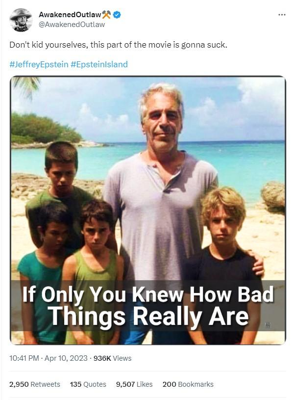 AwakenedOutlaw⚒️
@AwakenedOutlaw
Don't kid yourselves, this part of the movie is gonna suck.
#JeffreyEpstein #EpsteinIsland
If Only You Knew How Bad
Things Really Are
10:41 PM · Apr 10, 2023 · 936K Views
2,950 Retweets 135 Quotes 9,507 Likes 200 Bookmarks